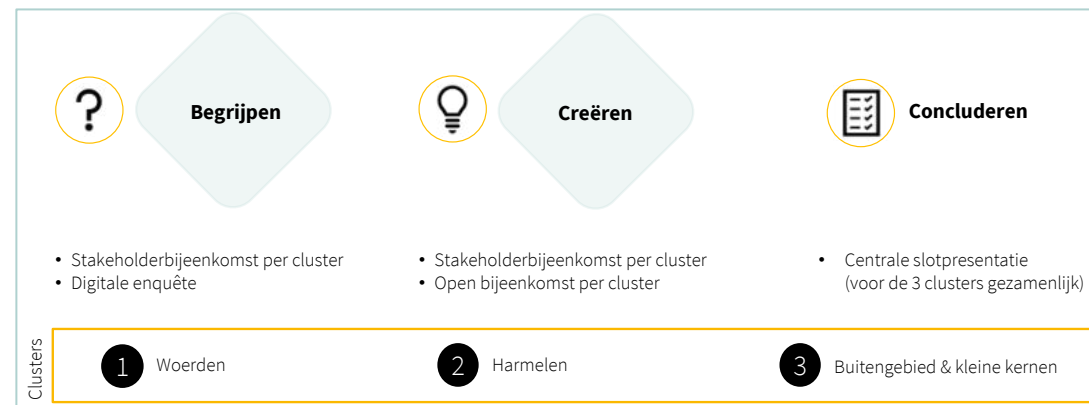 Begrijpen
• Stakeholderbijeenkomst per cluster
• Digitale enquête
Creëren
• Stakeholderbijeenkomst per cluster
• Open bijeenkomst per cluster
Concluderen
• Centrale slotpresentatie
(voor de 3 clusters gezamenlijk)
Clusters
1 Woerden
2 Harmelen
3 Buitengebied & kleine kernen